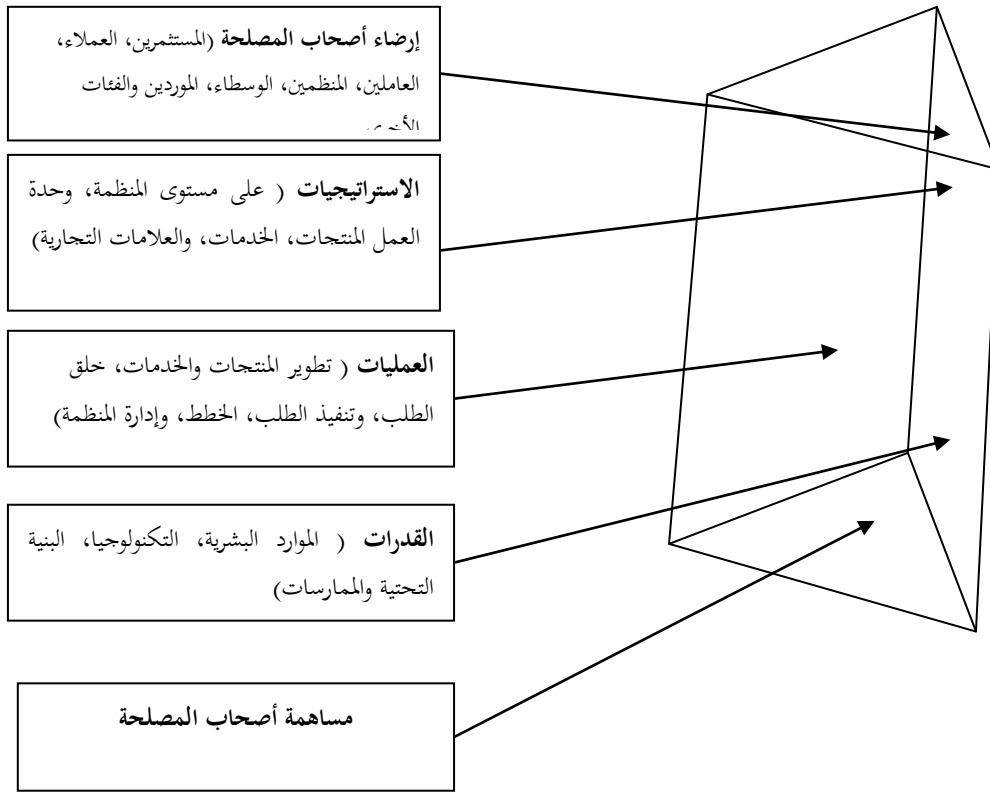 إرضاء أصحاب المصلحة (المستثمرين، العملاء،
العاملين، المنظمين، الوسطاء، الموردين والفئات
الاستراتيجيات ( على مستوى المنظمة، وحدة
العمل المنتجات، الخدمات، والعلامات التجارية)
العمليات ( تطوير المنتجات والخدمات، خلق
الطلب، وتنفيذ الطلب، الخطط، وإدارة المنظمة)
القدرات ( الموارد البشرية، التكنولوجيا، البنية
التحتية والممارسات)
مساهمة أصحاب المصلحة